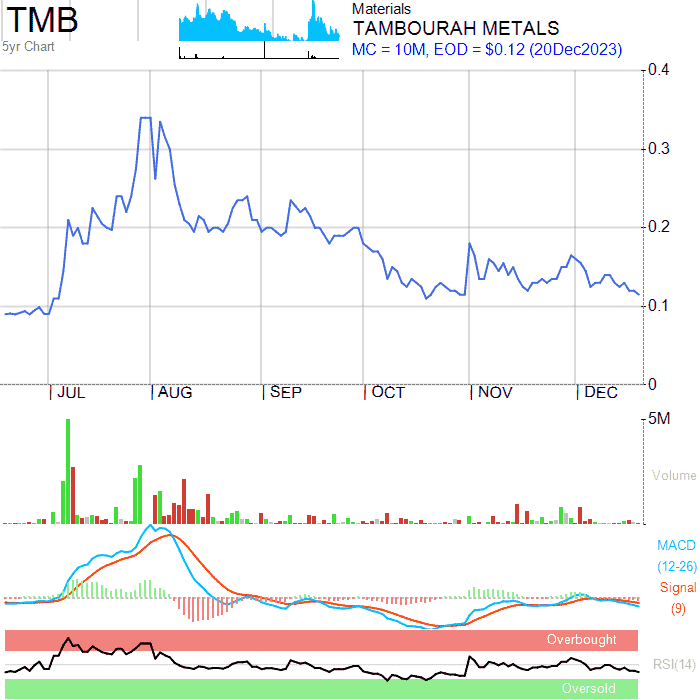 TMB
5yr Chart
Materials
TAMBOURAH METALS
MC = 10M, EOD = $0.12 (20Dec2023)
0.4
0.3
0.2
0.1
0
JUL AUG SEP OCT NOV DEC
5M
Volume
MACD
(12-26)
Signal
(9)
Overbought
RSI(14)
Oversold